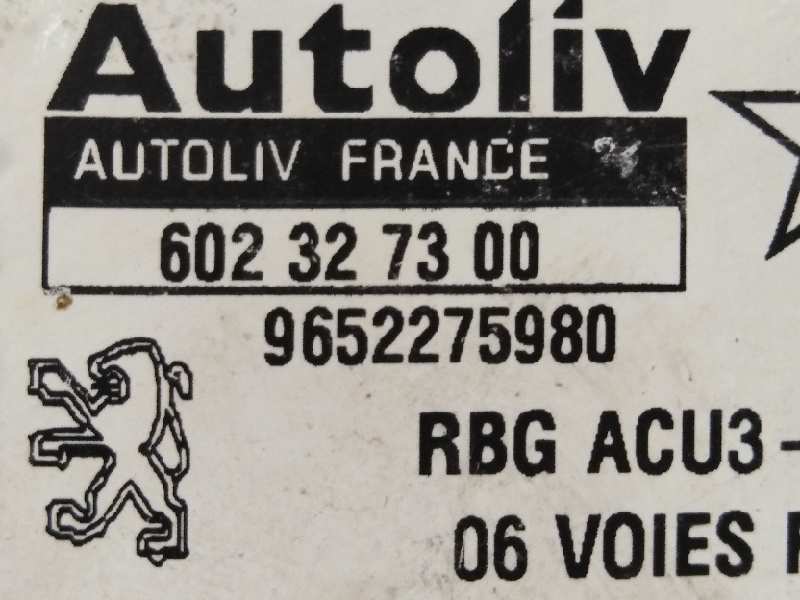 Autoliv
AUTOLIV FRANCE
602 32 73 00
9652275980
RBG ACU3-
06 VOIES